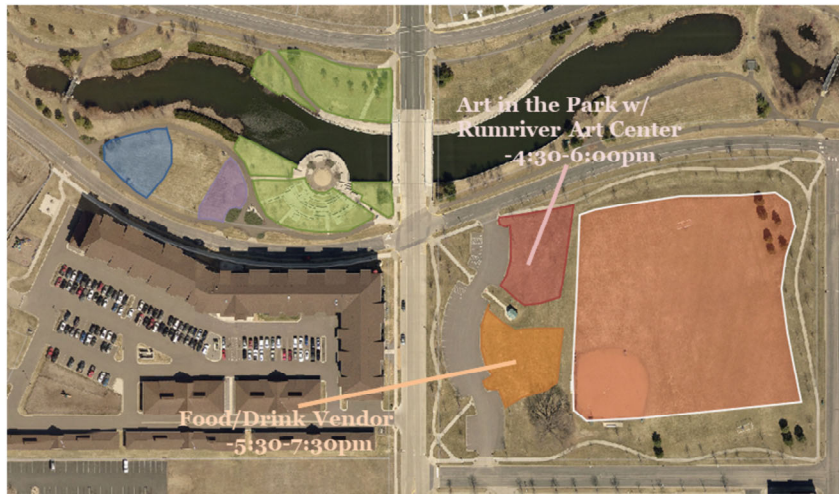 Art in the Park w/
Rumriver Art Center
-4:30-6:00pm
Food/Drink Vendor
-5:30-7:30pm